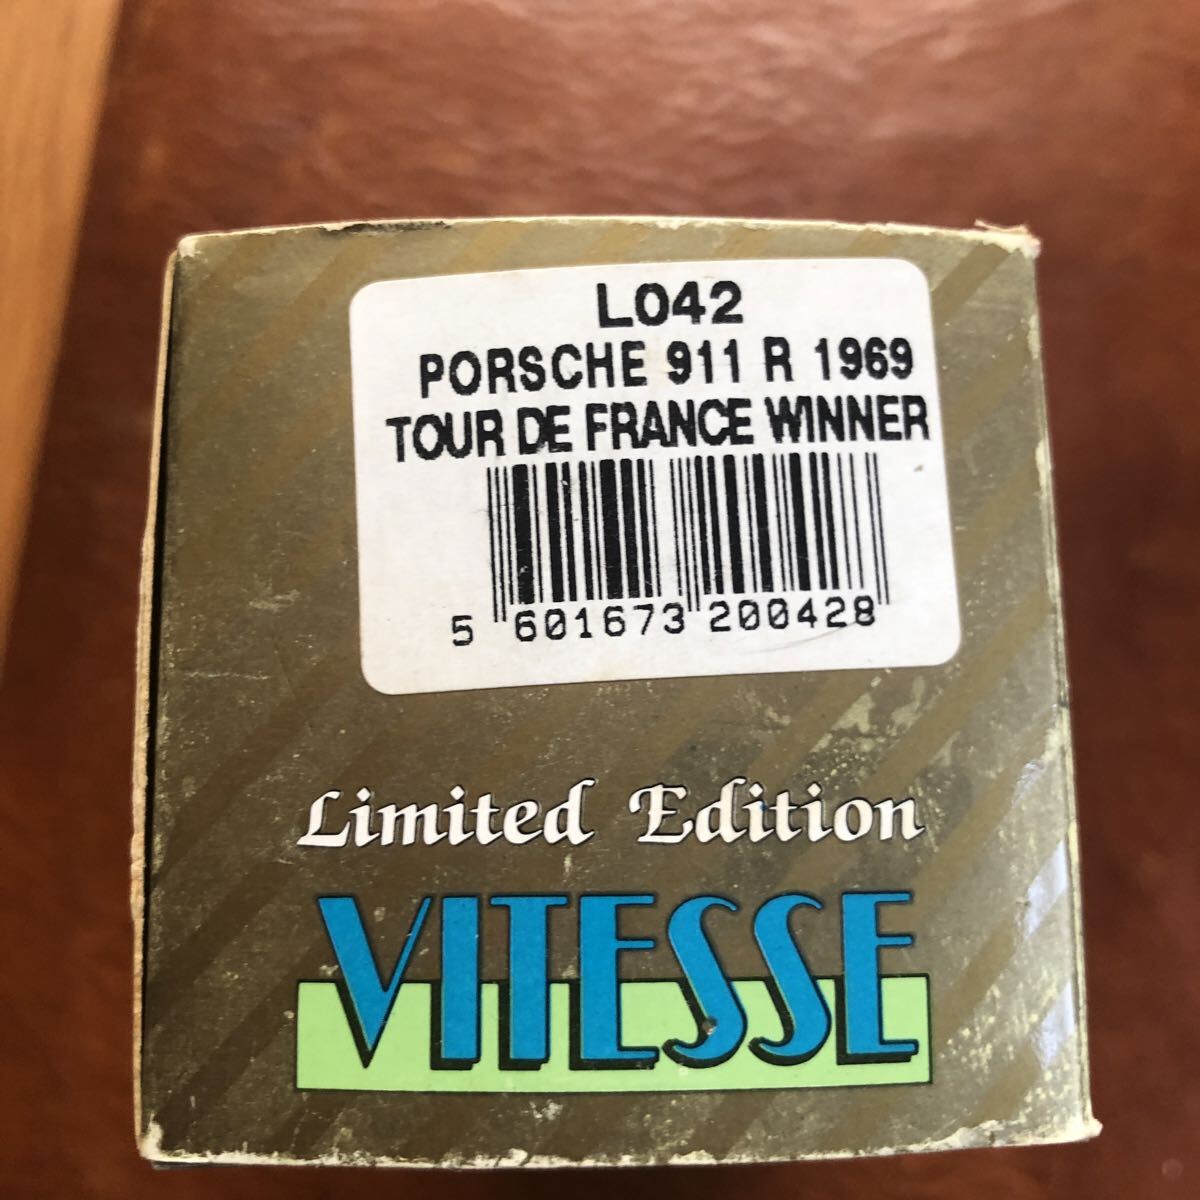 L042
PORSCHE 911 R 1969
TOUR DE FRANCE WINNER
5 601673 200428
Limited Edition
VITESSE